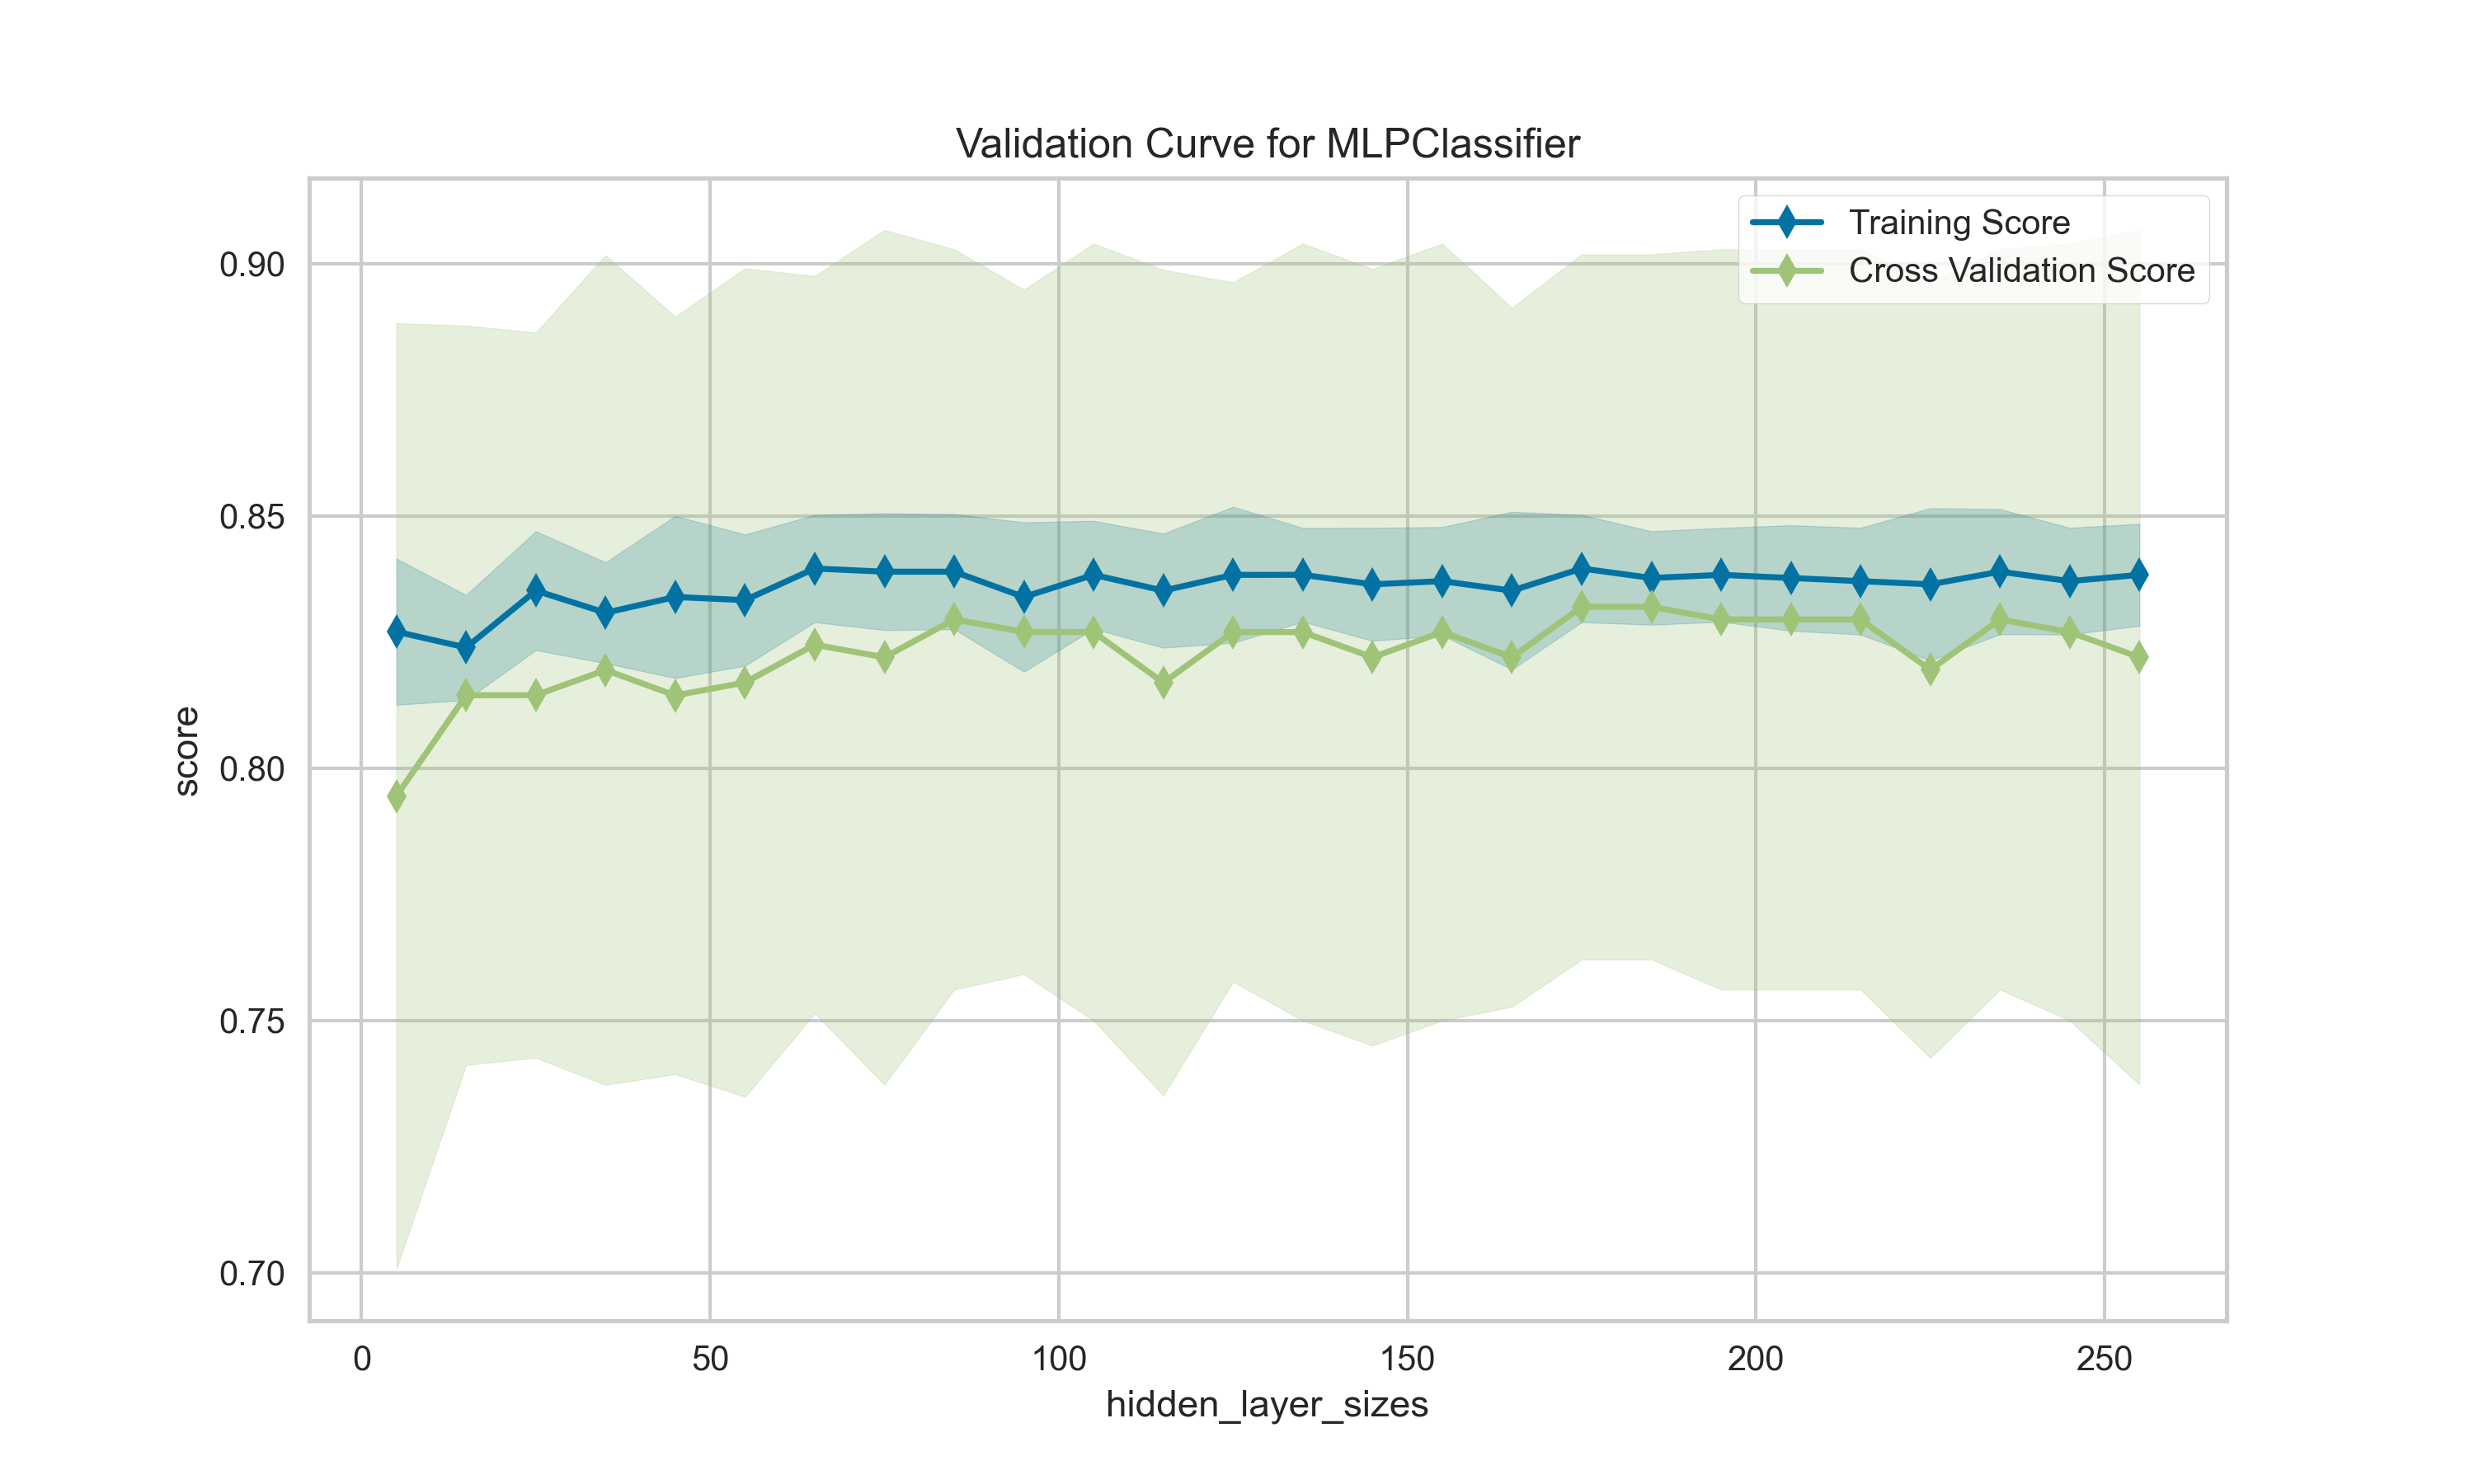 Validation Curve for MLPClassifier
Training Score
Cross Validation Score
0.90
0.85
0.80
0.75
0.70
score
0 50 100 150 200 250
hidden_layer_sizes